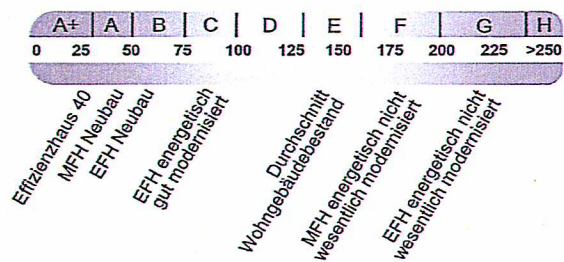 A+ A B C D E F G H
0 25 50 75 100 125 150 175 200 225 >250
Effizienzhaus 40
MFH Neubau
EFH Neubau
EFH energetisch
gut modernisiert
Durchschnitt
Wohngebäudebestand
MFH energetisch nicht
wesentlich modernisiert
EFH energetisch nicht
wesentlich modernisiert